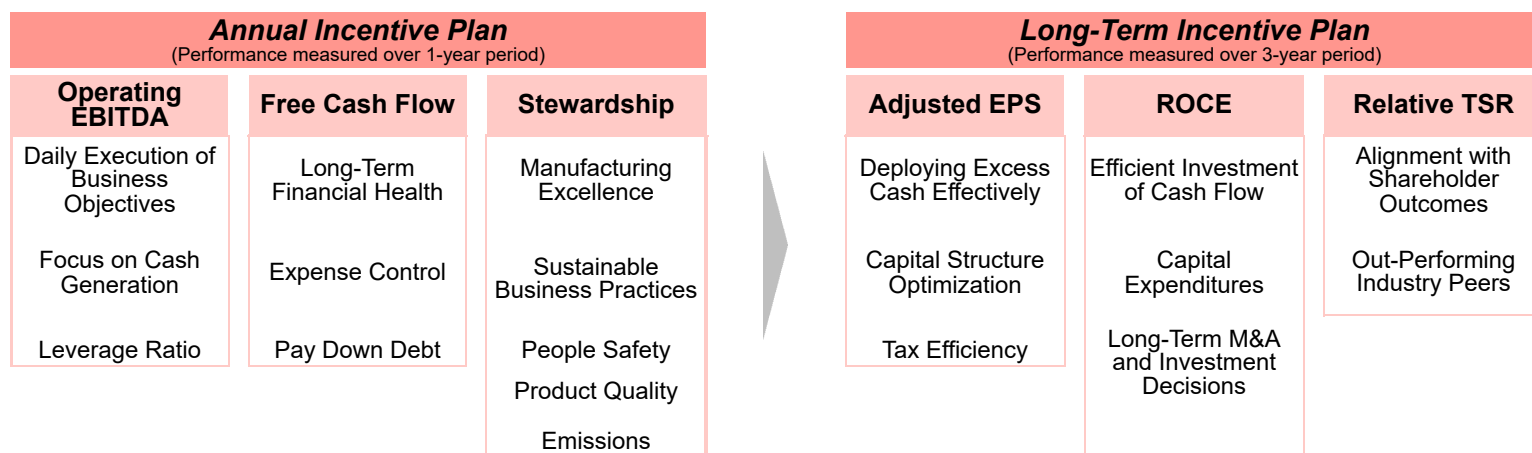 Annual Incentive Plan
(Performance measured over 1-year period)
Operating
EBITDA
Daily Execution of
Business
Objectives
Focus on Cash
Generation
Leverage Ratio
Free Cash Flow
Long-Term
Financial Health
Expense Control
Pay Down Debt
Stewardship
Manufacturing
Excellence
Sustainable
Business Practices
People Safety
Product Quality
Emissions
Long-Term Incentive Plan
(Performance measured over 3-year period)
Adjusted EPS
Deploying Excess
Cash Effectively
Capital Structure
Optimization
Tax Efficiency
ROCE
Efficient Investment
of Cash Flow
Capital
Expenditures
Long-Term M&A
and Investment
Decisions
Relative TSR
Alignment with
Shareholder
Outcomes
Out-Performing
Industry Peers